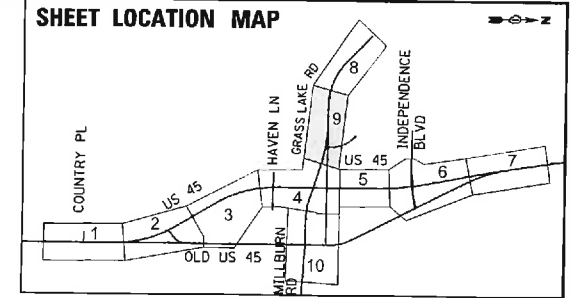 SHEET LOCATION MAP
N
COUNTRY PL
US 45
HAVEN LN
GRASS LAKE RD
INDEPENDENCE
BLVD
8
9
US 45
7
6
5
4
3
2
1
OLD US 45
MILLBURN
RD
10